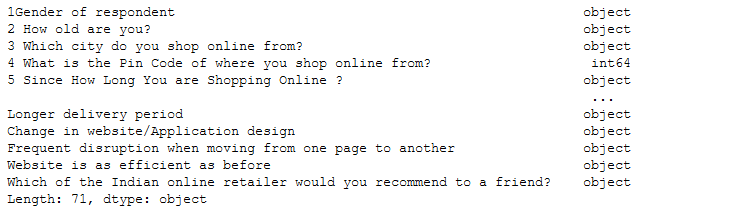 1Gender of respondent object
2 How old are you? object
3 Which city do you shop online from? object
4 What is the Pin Code of where you shop online from? int64
5 Since How Long You are Shopping Online ? object
...
Longer delivery period object
Change in website/Application design object
Frequent disruption when moving from one page to another object
Website is as efficient as before object
Which of the Indian online retailer would you recommend to a friend? object
Length: 71, dtype: object